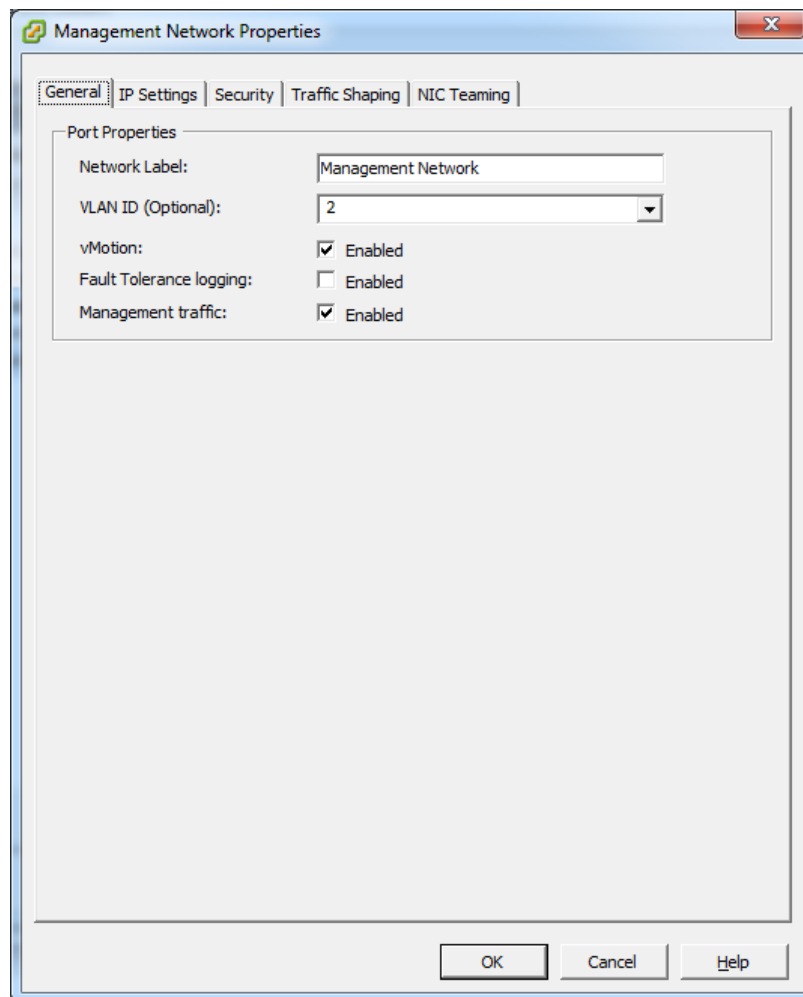 Management Network Properties
General IP Settings Security Traffic Shaping NIC Teaming
Port Properties
Network Label: Management Network
VLAN ID (Optional): 2
vMotion: Enabled
Fault Tolerance logging: Enabled
Management traffic: Enabled
OK Cancel Help